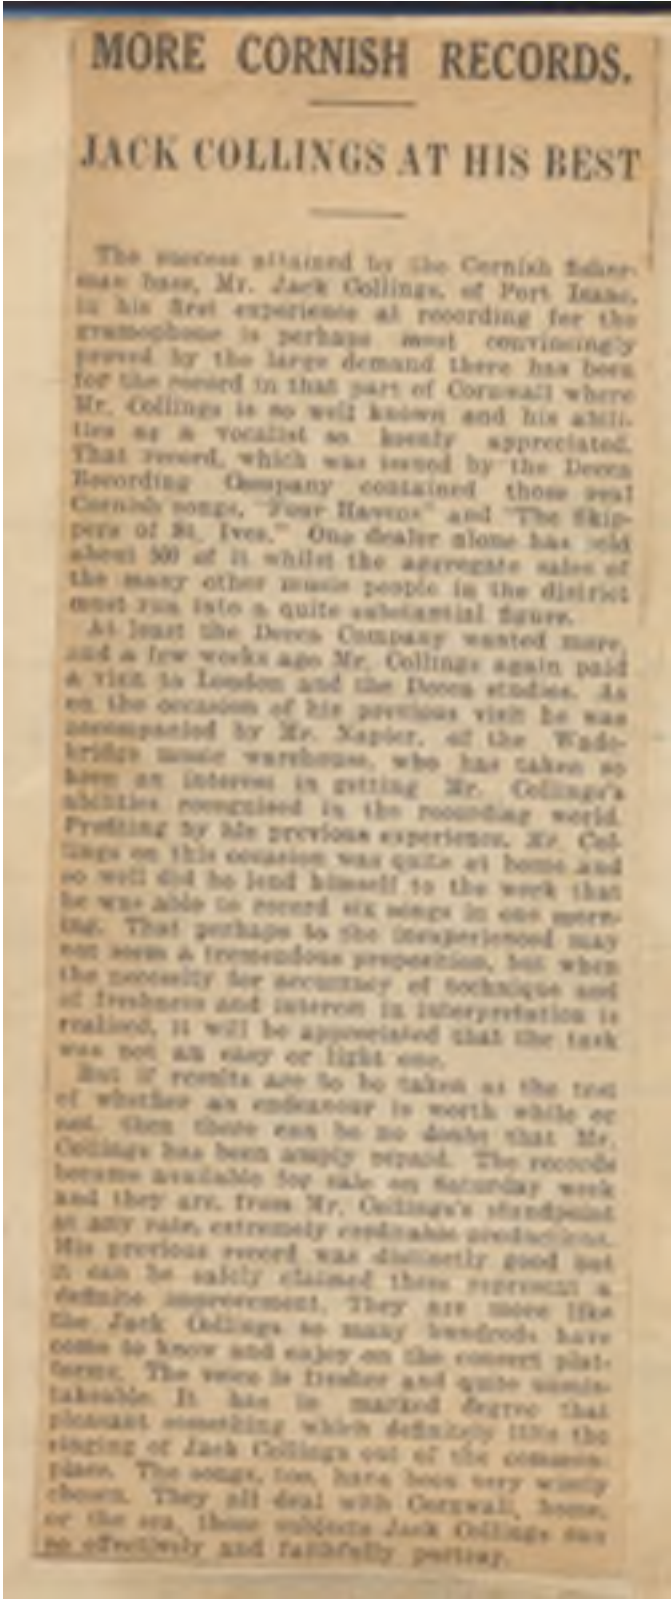 MORE CORNISH RECORDS.
JACK COLLINGS AT HIS BEST
The success attained by the Cornish fisher-
man bass, Mr. Jack Collings, of Port Isaac,
in his first experience at recording for the
gramophone is perhaps most convincingly
proved by the large demand there has been
for the record in that part of Cornwall where
Mr. Collings is so well known and his abili-
ties as a vocalist so keenly appreciated.
That record, which was issued by the Decca
Recording Company contained those real
Cornish songs, "Four Havens" and "The Skip-
pers of St. Ives." One dealer alone has sold
about 500 of it whilst the aggregate sales of
the many other music people in the district
must run into a quite substantial figure.
At least the Decca Company wanted more,
and a few weeks ago Mr. Collings again paid
a visit to London and the Decca studios. As
on the occasion of his previous visit he was
accompanied by Mr. Napier, of the Wade-
bridge music warehouse, who has taken so
keen an interest in getting Mr. Collings's
abilities recognised in the recording world.
Profiting by his previous experience, Mr. Col-
lings on this occasion was quite at home and
so well did he lend himself to the work that
he was able to record six songs in one morn-
ing. That perhaps to the inexperienced may
not seem a tremendous proposition, but when
the necessity for accuracy of technique and
of freshness and interest in interpretation is
realised, it will be appreciated that the task
was not an easy or light one.
But if results are to be taken as the test
of whether an endeavour is worth while or
not, then there can be no doubt that Mr.
Collings has been amply repaid. The records
became available for sale on Saturday week
and they are, from Mr. Collings's standpoint
at any rate, extremely creditable productions.
His previous record was distinctly good but
it can be safely claimed these represent a
definite improvement. They are more like
the Jack Collings so many hundreds have
come to know and enjoy on the concert plat-
forms. The voice is fresher and quite unmis-
takeable. It has in marked degree that
pleasant something which definitely lifts the
singing of Jack Collings out of the common-
place. The songs, too, have been very wisely
chosen. They all deal with Cornwall, home,
or the sea, those subjects Jack Collings can
so effectively and faithfully portray.